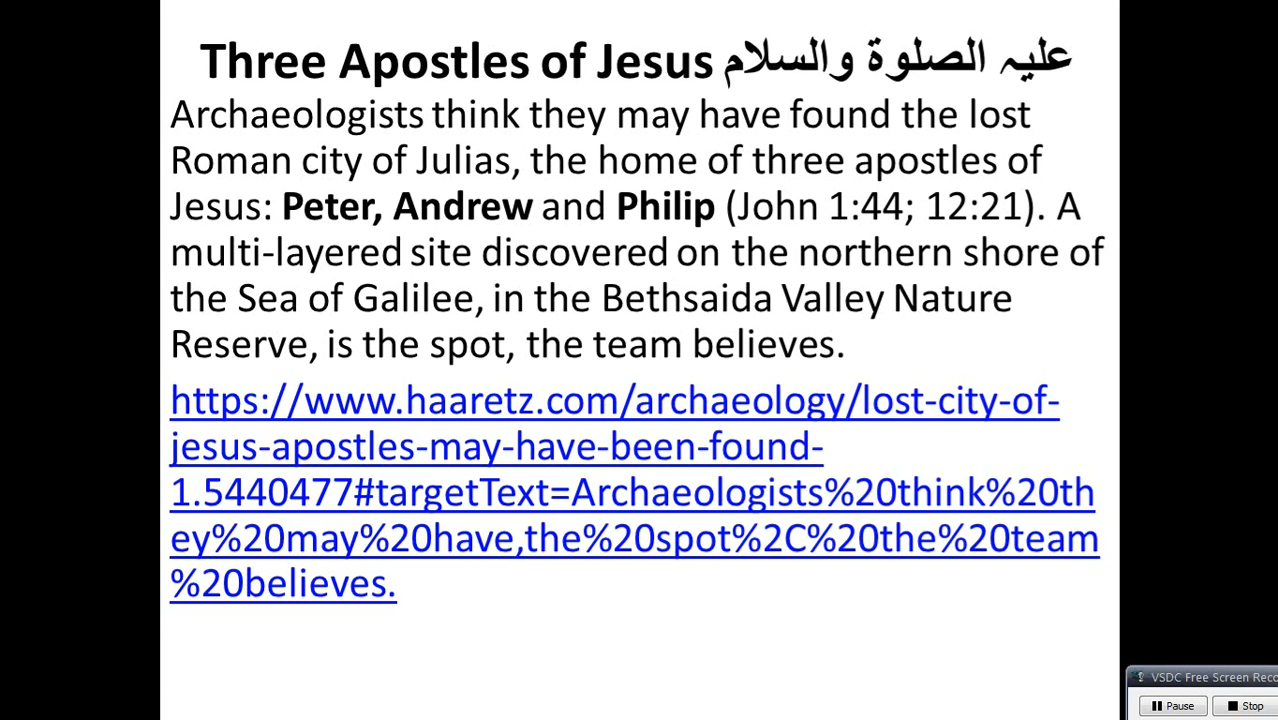 Three Apostles of Jesus علیہ الصلوۃ والسلام
Archaeologists think they may have found the lost
Roman city of Julias, the home of three apostles of
Jesus: Peter, Andrew and Philip (John 1:44; 12:21). A
multi-layered site discovered on the northern shore of
the Sea of Galilee, in the Bethsaida Valley Nature
Reserve, is the spot, the team believes.
https://www.haaretz.com/archaeology/lost-city-of-
jesus-apostles-may-have-been-found-
1.5440477#targetText=Archaeologists%20think%20th
ey%20may%20have,the%20spot%2C%20the%20team
%20believes.
VSDC Free Screen Reco
Pause
Stop